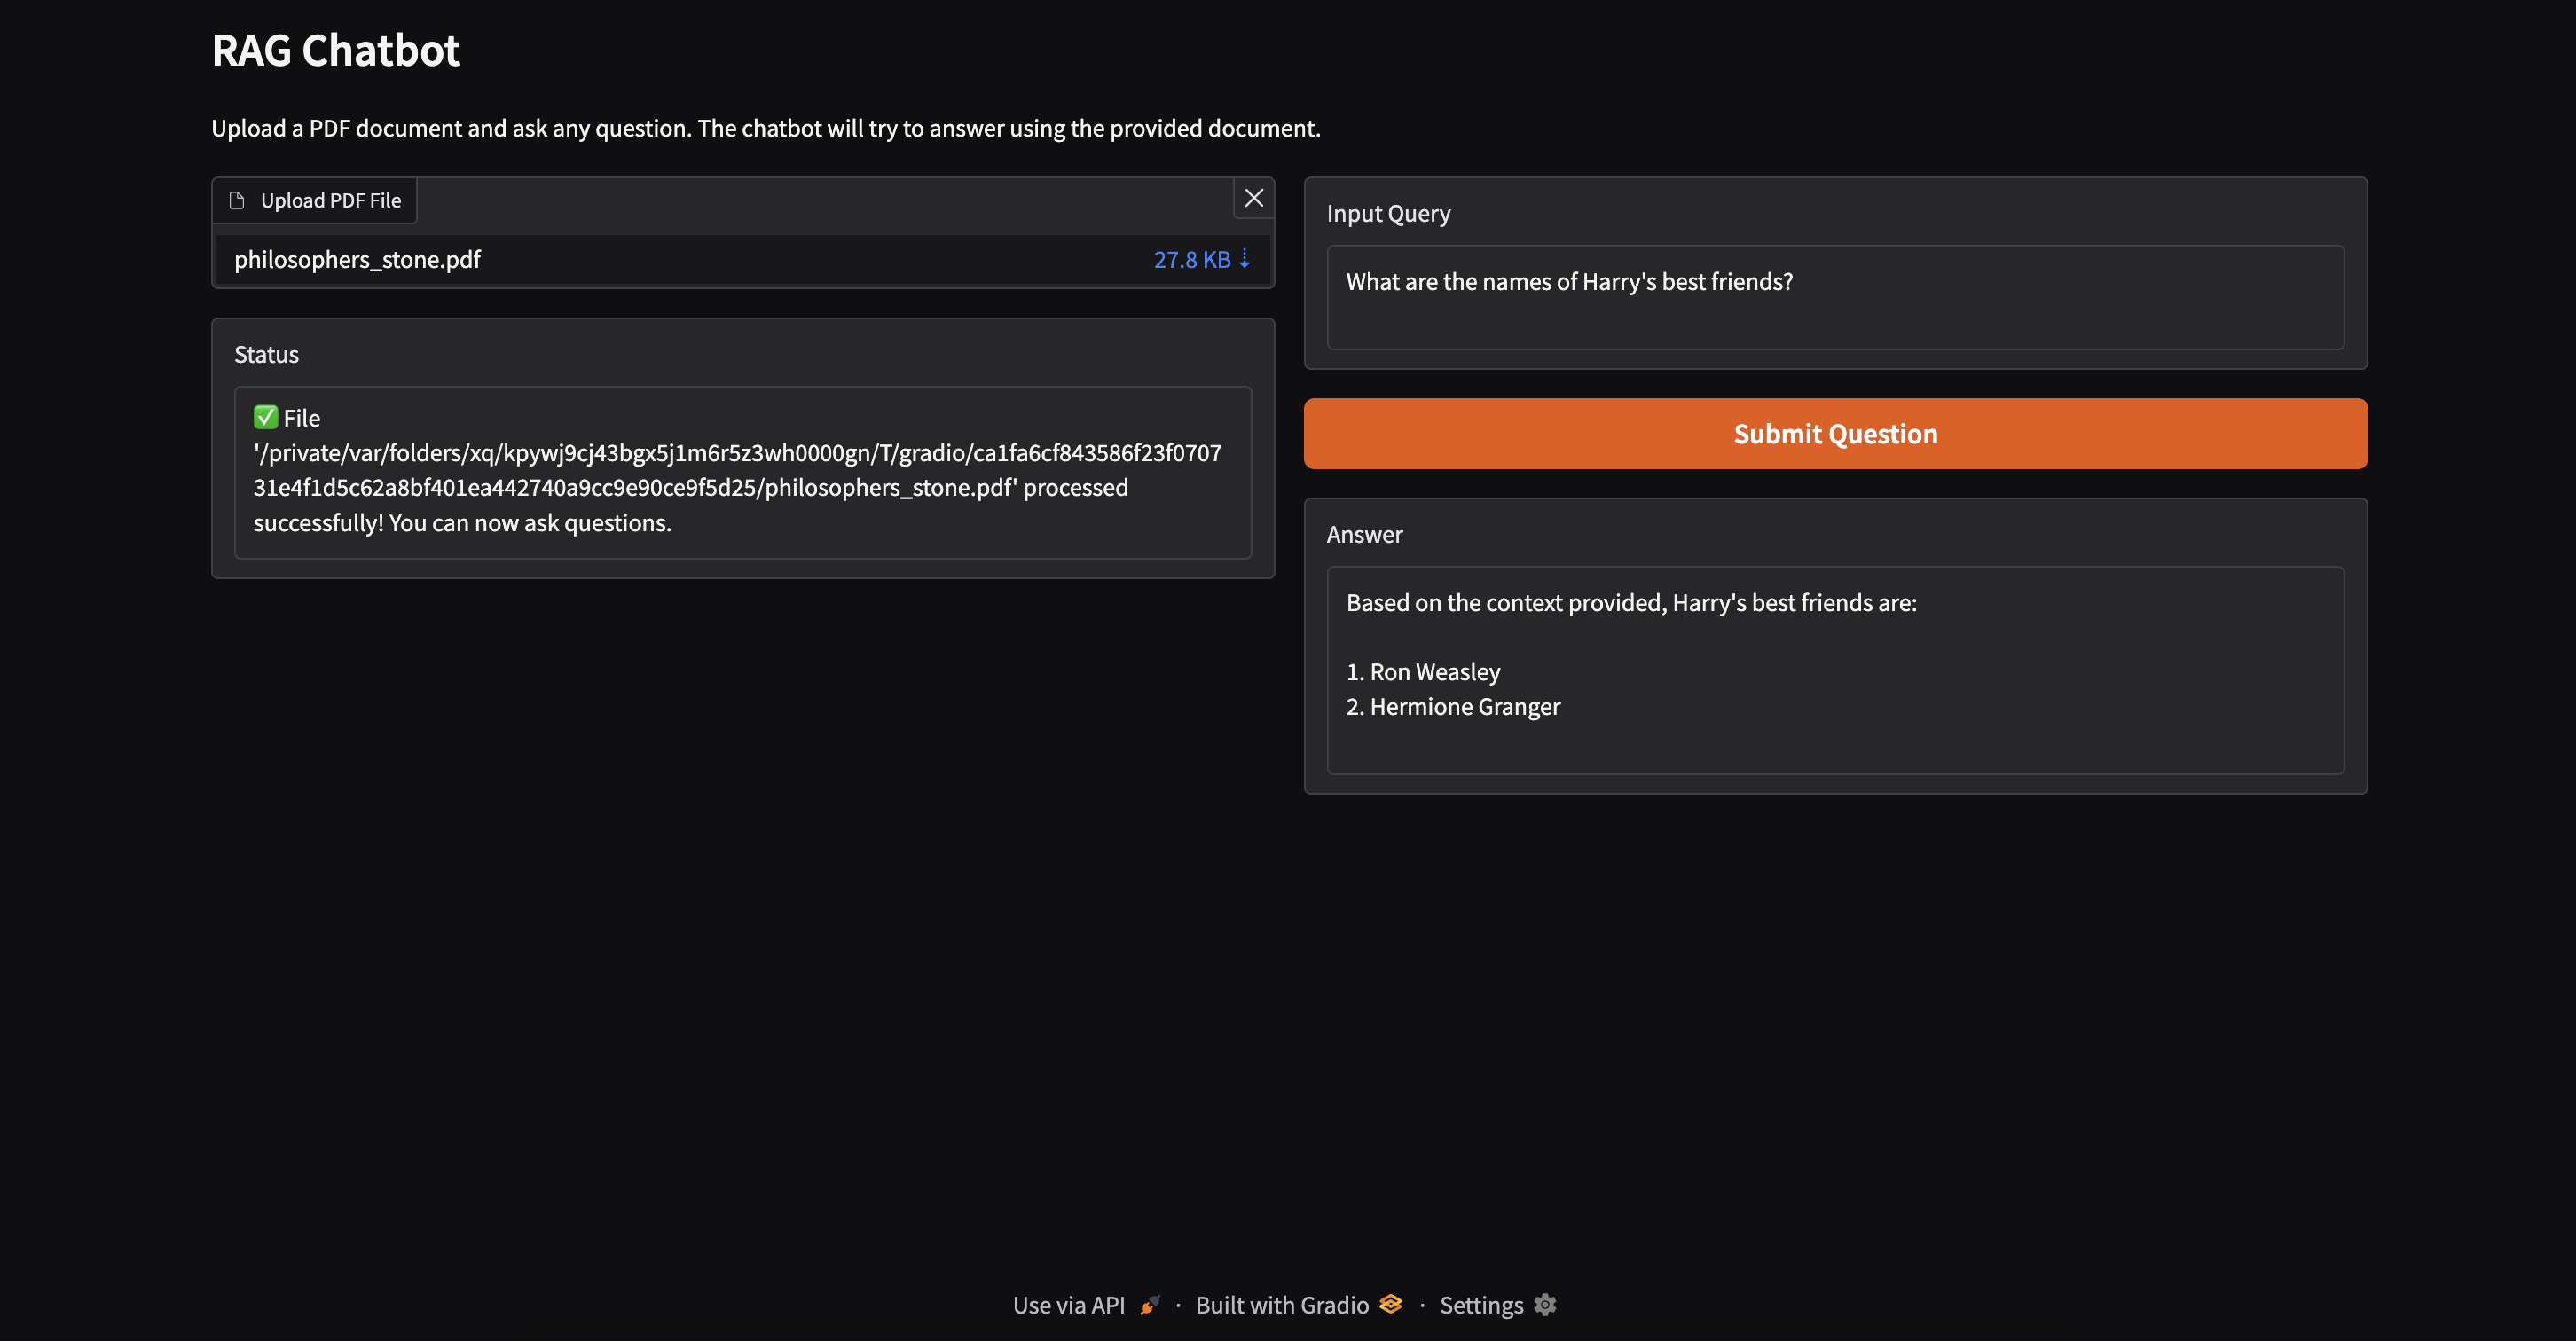 RAG Chatbot
Upload a PDF document and ask any question. The chatbot will try to answer using the provided document.
Upload PDF File
philosophers_stone.pdf 27.8 KB ⇣
Status
✅ File
'/private/var/folders/xq/kpywj9cj43bgx5j1m6r5z3wh0000gn/T/gradio/ca1fa6cf843586f23f0707
31e4f1d5c62a8bf401ea442740a9cc9e90ce9f5d25/philosophers_stone.pdf' processed
successfully! You can now ask questions.
Input Query
What are the names of Harry's best friends?
Submit Question
Answer
Based on the context provided, Harry's best friends are:
1. Ron Weasley
2. Hermione Granger
Use via API · Built with Gradio · Settings